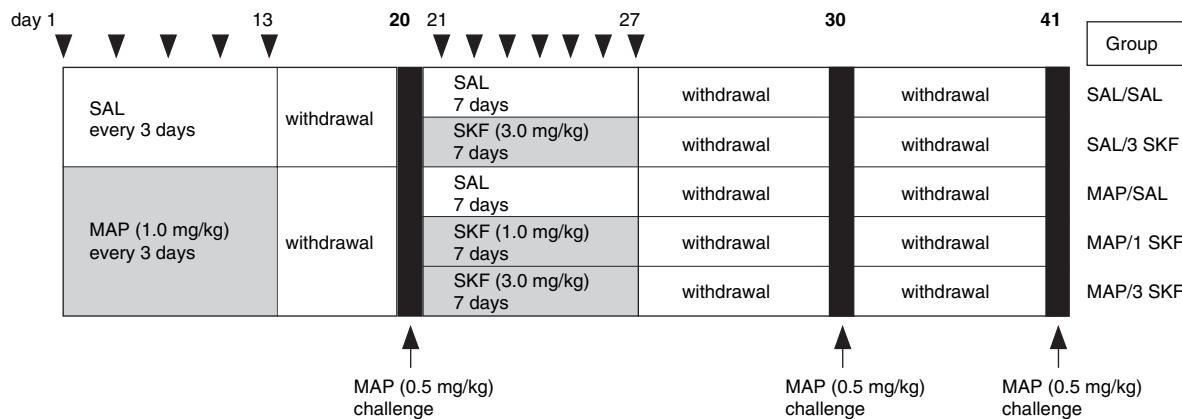 day 1 13 20 21 27 30 41
Group
SAL
every 3 days
withdrawal
SAL
7 days
withdrawal
withdrawal
SAL/SAL
SKF (3.0 mg/kg)
7 days
withdrawal
withdrawal
SAL/3 SKF
MAP (1.0 mg/kg)
every 3 days
withdrawal
SAL
7 days
withdrawal
withdrawal
MAP/SAL
SKF (1.0 mg/kg)
7 days
withdrawal
withdrawal
MAP/1 SKF
SKF (3.0 mg/kg)
7 days
withdrawal
withdrawal
MAP/3 SKF
MAP (0.5 mg/kg)
challenge
MAP (0.5 mg/kg)
challenge
MAP (0.5 mg/kg)
challenge